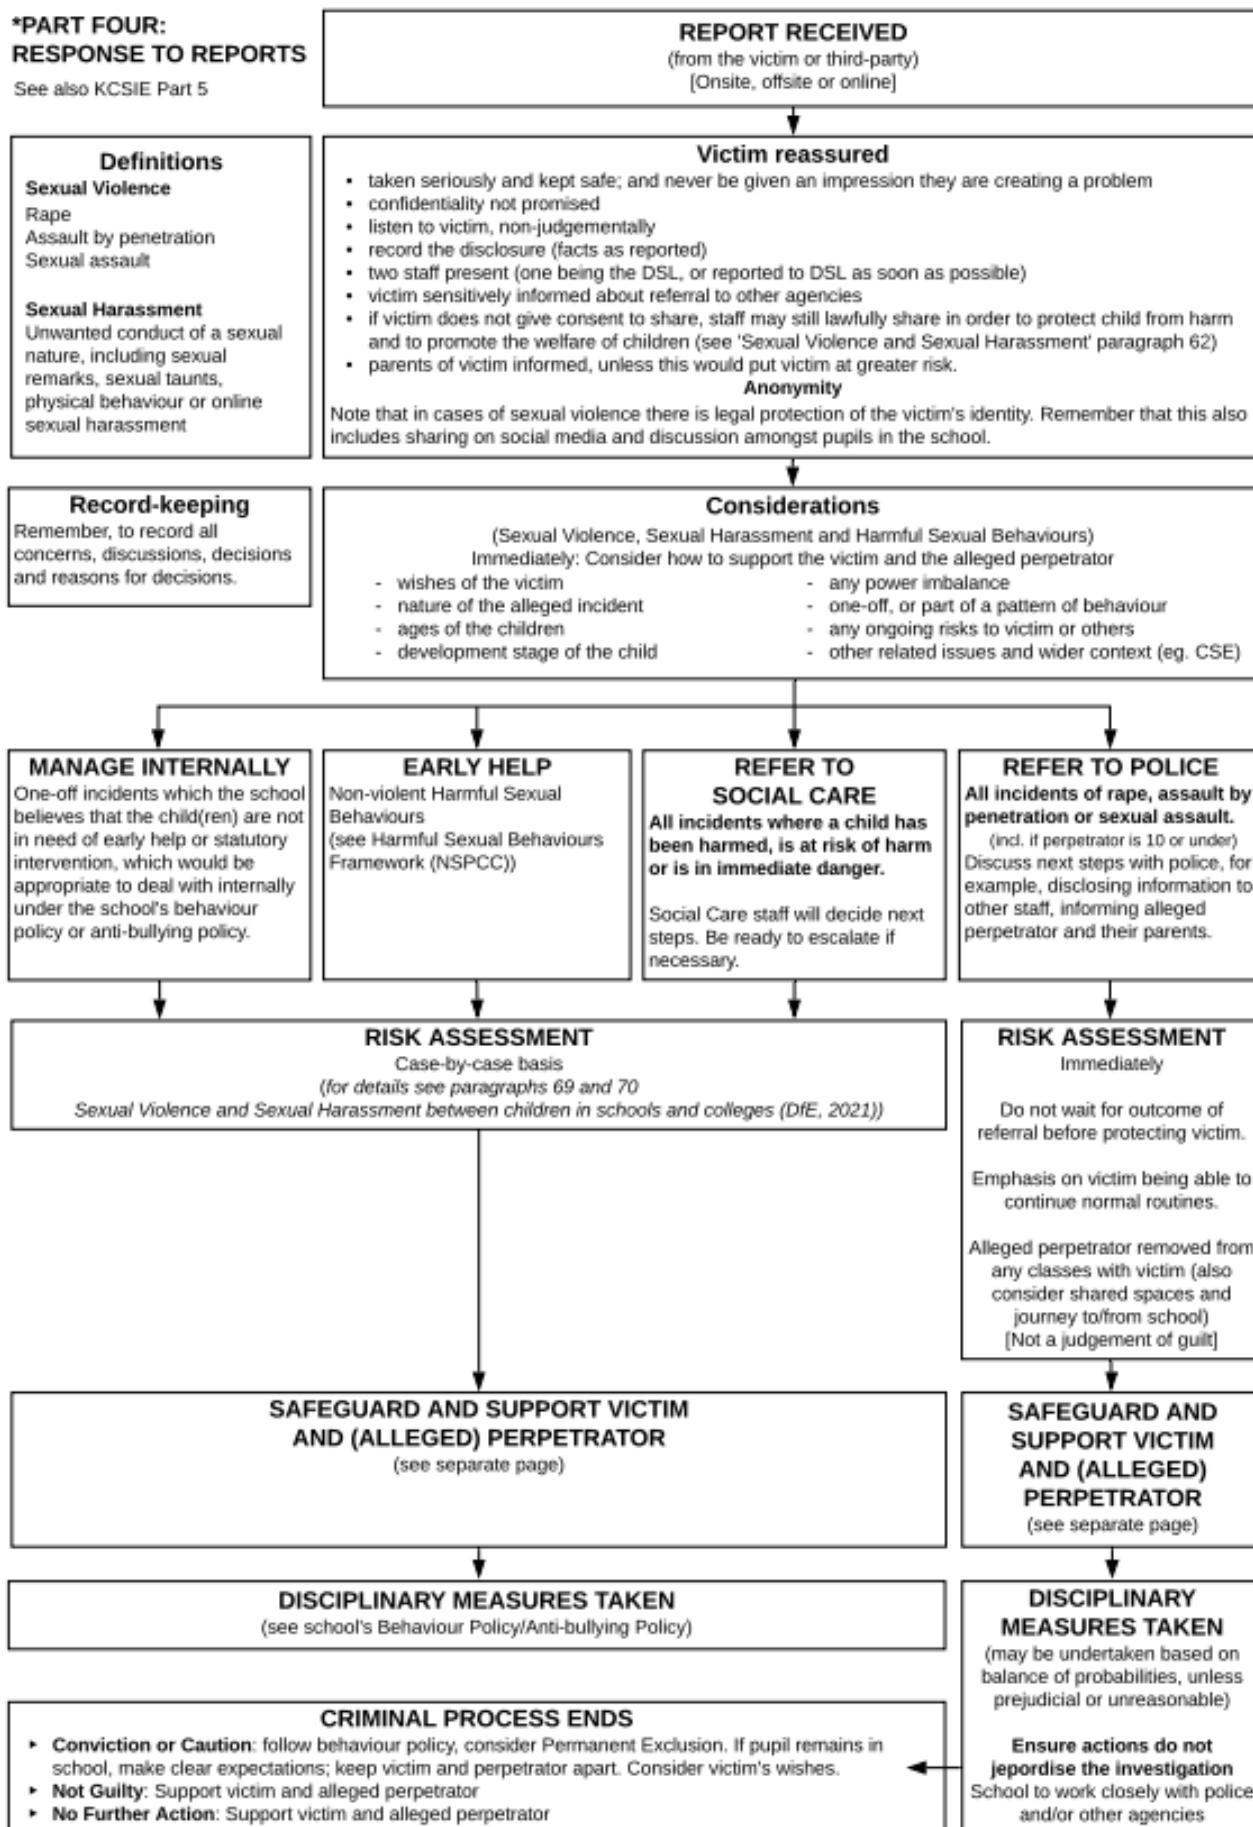 *PART FOUR:
RESPONSE TO REPORTS
See also KCSIE Part 5
REPORT RECEIVED
(from the victim or third-party)
[Onsite, offsite or online]
Definitions
Sexual Violence
Rape
Assault by penetration
Sexual assault
Sexual Harassment
Unwanted conduct of a sexual
nature, including sexual
remarks, sexual taunts,
physical behaviour or online
sexual harassment
Victim reassured
• taken seriously and kept safe; and never be given an impression they are creating a problem
• confidentiality not promised
• listen to victim, non-judgementally
• record the disclosure (facts as reported)
• two staff present (one being the DSL, or reported to DSL as soon as possible)
• victim sensitively informed about referral to other agencies
• if victim does not give consent to share, staff may still lawfully share in order to protect child from harm
and to promote the welfare of children (see 'Sexual Violence and Sexual Harassment' paragraph 62)
• parents of victim informed, unless this would put victim at greater risk.
Anonymity
Note that in cases of sexual violence there is legal protection of the victim's identity. Remember that this also
includes sharing on social media and discussion amongst pupils in the school.
Record-keeping
Remember, to record all
concerns, discussions, decisions
and reasons for decisions.
Considerations
(Sexual Violence, Sexual Harassment and Harmful Sexual Behaviours)
Immediately: Consider how to support the victim and the alleged perpetrator
- wishes of the victim
- nature of the alleged incident
- ages of the children
- development stage of the child
- any power imbalance
- one-off, or part of a pattern of behaviour
- any ongoing risks to victim or others
- other related issues and wider context (eg. CSE)
MANAGE INTERNALLY
One-off incidents which the school
believes that the child(ren) are not
in need of early help or statutory
intervention, which would be
appropriate to deal with internally
under the school's behaviour
policy or anti-bullying policy.
EARLY HELP
Non-violent Harmful Sexual
Behaviours
(see Harmful Sexual Behaviours
Framework (NSPCC))
REFER TO
SOCIAL CARE
All incidents where a child has
been harmed, is at risk of harm
or is in immediate danger.
Social Care staff will decide next
steps. Be ready to escalate if
necessary.
REFER TO POLICE
All incidents of rape, assault by
penetration or sexual assault.
(incl. if perpetrator is 10 or under)
Discuss next steps with police, for
example, disclosing information to
other staff, informing alleged
perpetrator and their parents.
RISK ASSESSMENT
Case-by-case basis
(for details see paragraphs 69 and 70
Sexual Violence and Sexual Harassment between children in schools and colleges (DfE, 2021))
RISK ASSESSMENT
Immediately
Do not wait for outcome of
referral before protecting victim.
Emphasis on victim being able to
continue normal routines.
Alleged perpetrator removed from
any classes with victim (also
consider shared spaces and
journey to/from school)
[Not a judgement of guilt]
SAFEGUARD AND SUPPORT VICTIM
AND (ALLEGED) PERPETRATOR
(see separate page)
SAFEGUARD AND
SUPPORT VICTIM
AND (ALLEGED)
PERPETRATOR
(see separate page)
DISCIPLINARY MEASURES TAKEN
(see school's Behaviour Policy/Anti-bullying Policy)
DISCIPLINARY
MEASURES TAKEN
(may be undertaken based on
balance of probabilities, unless
prejudicial or unreasonable)
Ensure actions do not
jepordise the investigation
School to work closely with police
and/or other agencies
CRIMINAL PROCESS ENDS
▸ Conviction or Caution: follow behaviour policy, consider Permanent Exclusion. If pupil remains in
school, make clear expectations; keep victim and perpetrator apart. Consider victim's wishes.
▸ Not Guilty: Support victim and alleged perpetrator
▸ No Further Action: Support victim and alleged perpetrator